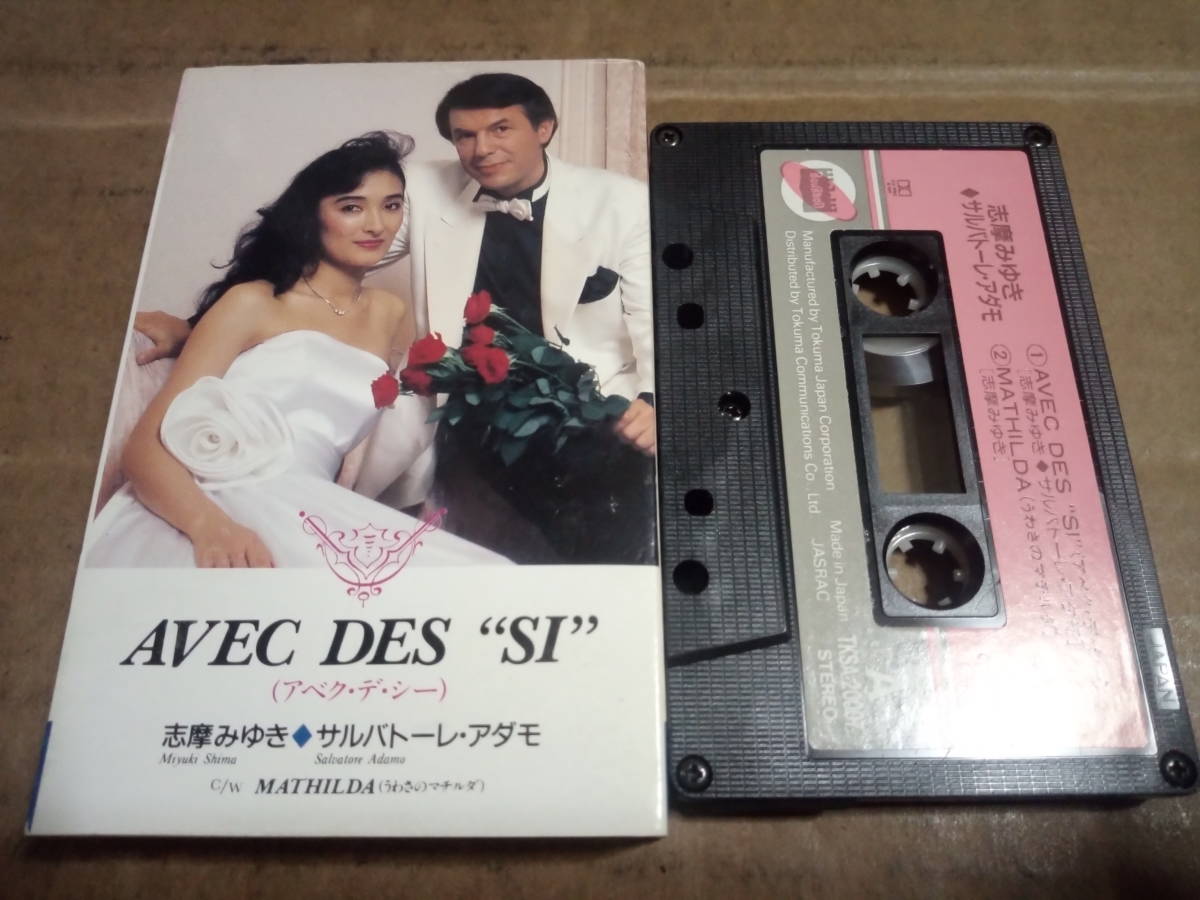 AVEC DES “SI”
(アベク・デ・シー)
志摩みゆき◆サルバトーレ・アダモ
Miyuki Shima Salvatore Adamo
C/W MATHILDA(うわさのマチルダ)
志摩みゆき
◆サルバトーレ・アダモ
①AVEC DES “SI”
[志摩みゆき◆サルバトーレ・
②MATHILDA(うわさのマチルダ)
[志摩みゆき]
Manufactured by Tokuma Japan Corporation
Distributed by Tokuma Communications Co., Ltd.
Made in Japan
JASRAC
STEREO
A
JAPAN